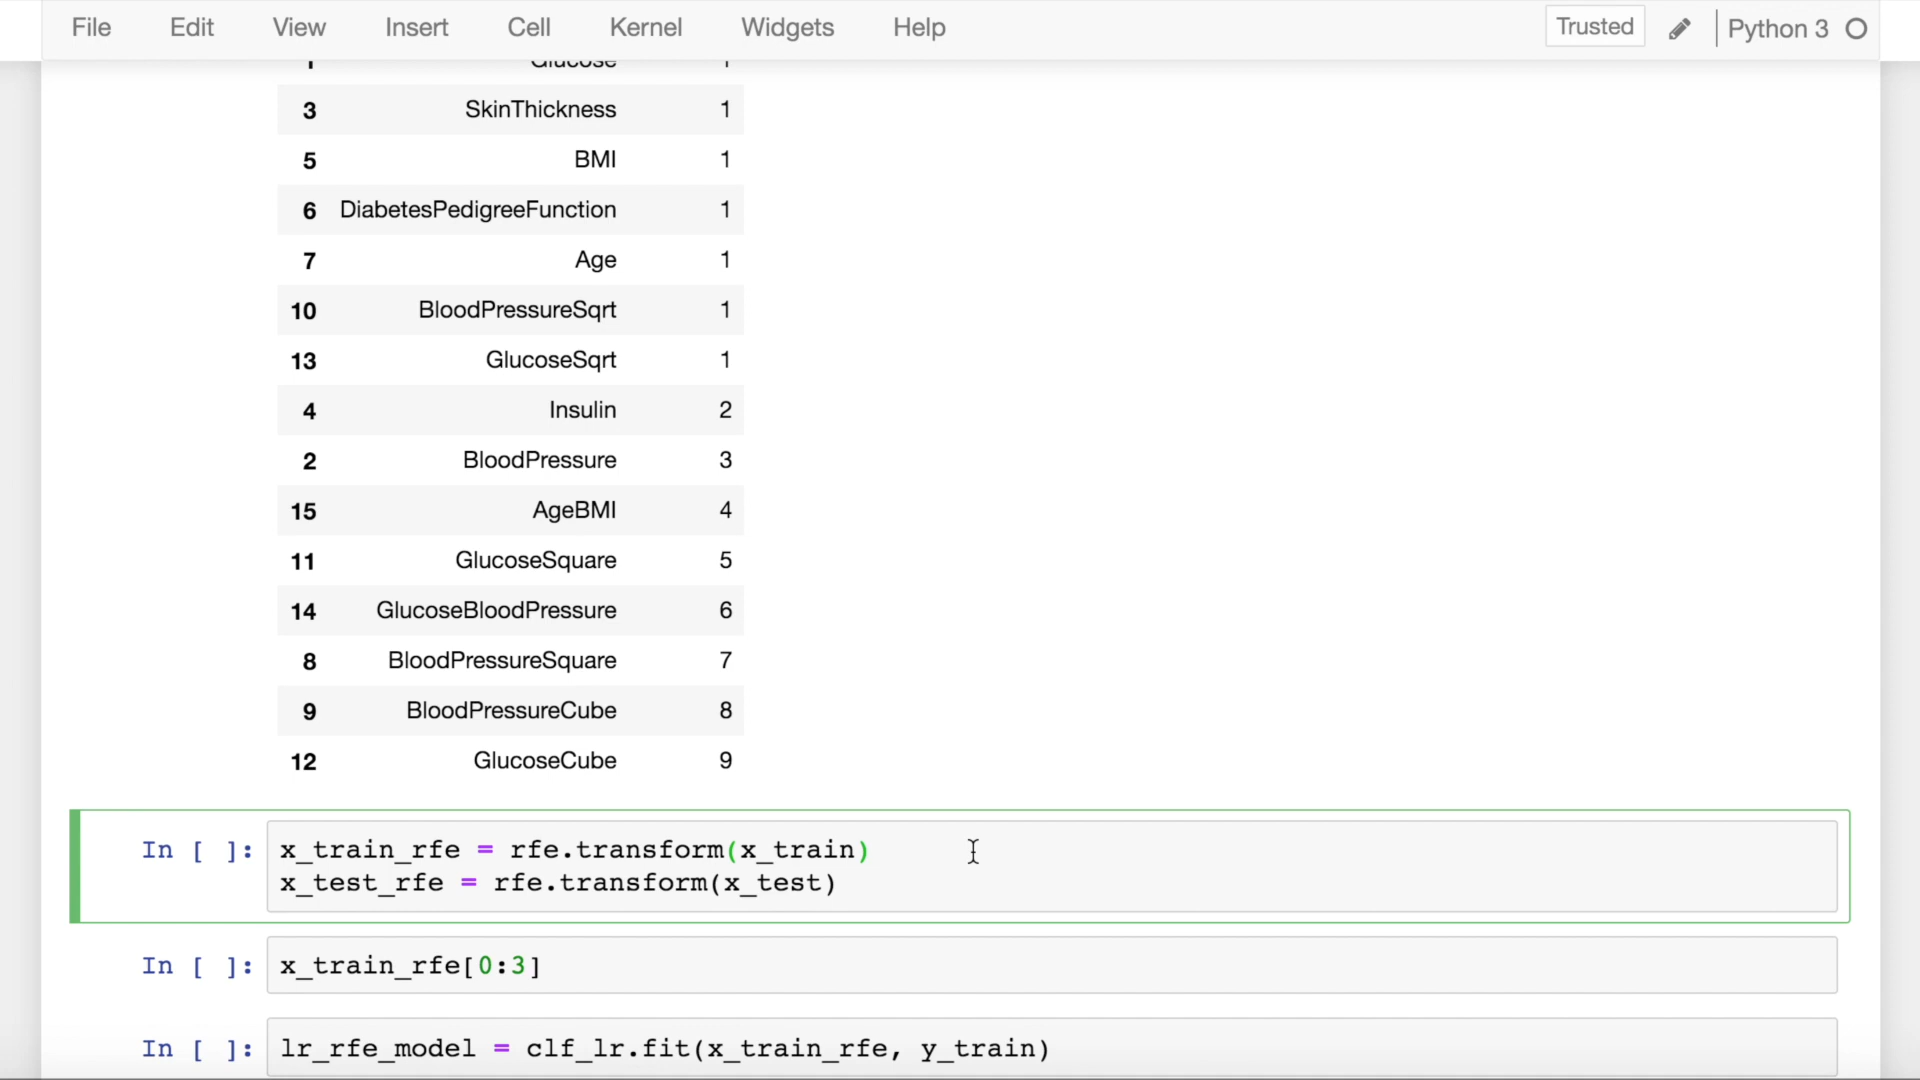 File Edit View Insert Cell Kernel Widgets Help Trusted Python 3
1 Glucose 1
3 SkinThickness 1
5 BMI 1
6 DiabetesPedigreeFunction 1
7 Age 1
10 BloodPressureSqrt 1
13 GlucoseSqrt 1
4 Insulin 2
2 BloodPressure 3
15 AgeBMI 4
11 GlucoseSquare 5
14 GlucoseBloodPressure 6
8 BloodPressureSquare 7
9 BloodPressureCube 8
12 GlucoseCube 9
In [ ]: x_train_rfe = rfe.transform(x_train)
x_test_rfe = rfe.transform(x_test)
In [ ]: x_train_rfe[0:3]
In [ ]: lr_rfe_model = clf_lr.fit(x_train_rfe, y_train)